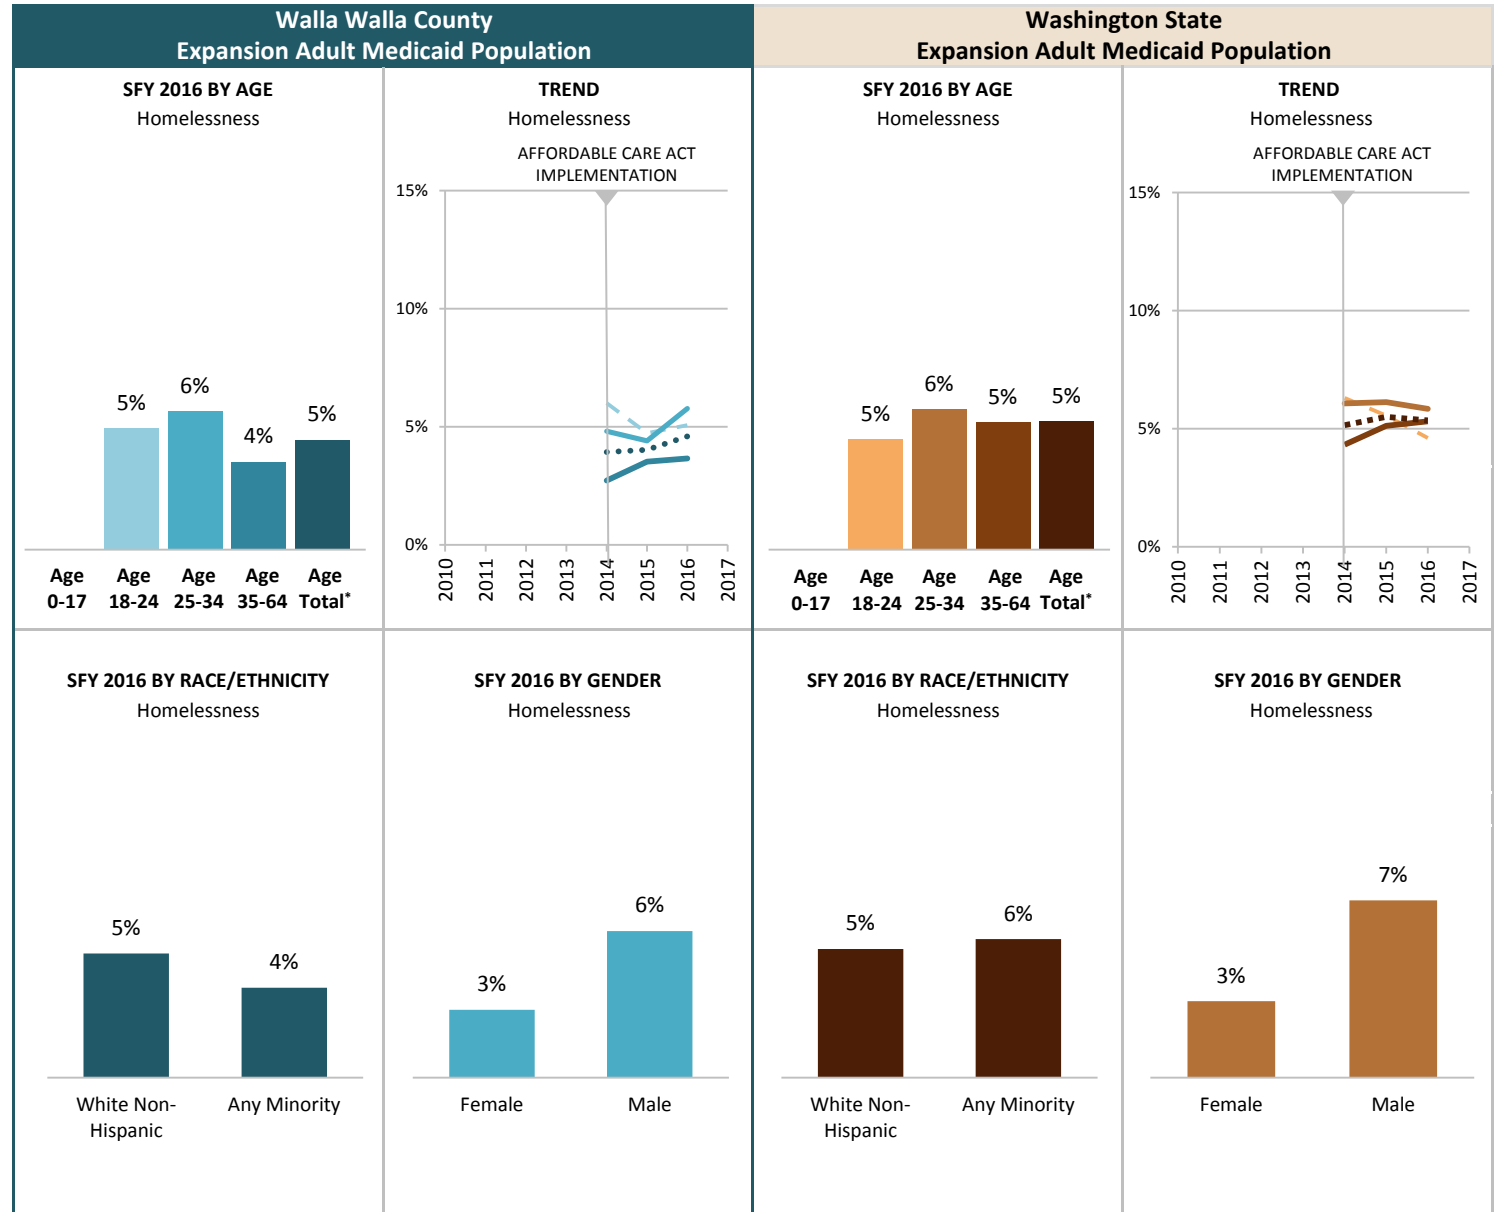 Walla Walla County
Expansion Adult Medicaid Population
Washington State
Expansion Adult Medicaid Population
SFY 2016 BY AGE
Homelessness
5%
6%
4%
5%
Age
0-17
Age
18-24
Age
25-34
Age
35-64
Age
Total*
TREND
Homelessness
AFFORDABLE CARE ACT
IMPLEMENTATION
15%
10%
5%
0%
2010
2011
2012
2013
2014
2015
2016
2017
SFY 2016 BY AGE
Homelessness
5%
6%
5%
5%
Age
0-17
Age
18-24
Age
25-34
Age
35-64
Age
Total*
TREND
Homelessness
AFFORDABLE CARE ACT
IMPLEMENTATION
15%
10%
5%
0%
2010
2011
2012
2013
2014
2015
2016
2017
SFY 2016 BY RACE/ETHNICITY
Homelessness
5%
4%
White Non-
Hispanic
Any Minority
SFY 2016 BY GENDER
Homelessness
3%
6%
Female
Male
SFY 2016 BY RACE/ETHNICITY
Homelessness
5%
6%
White Non-
Hispanic
Any Minority
SFY 2016 BY GENDER
Homelessness
3%
7%
Female
Male